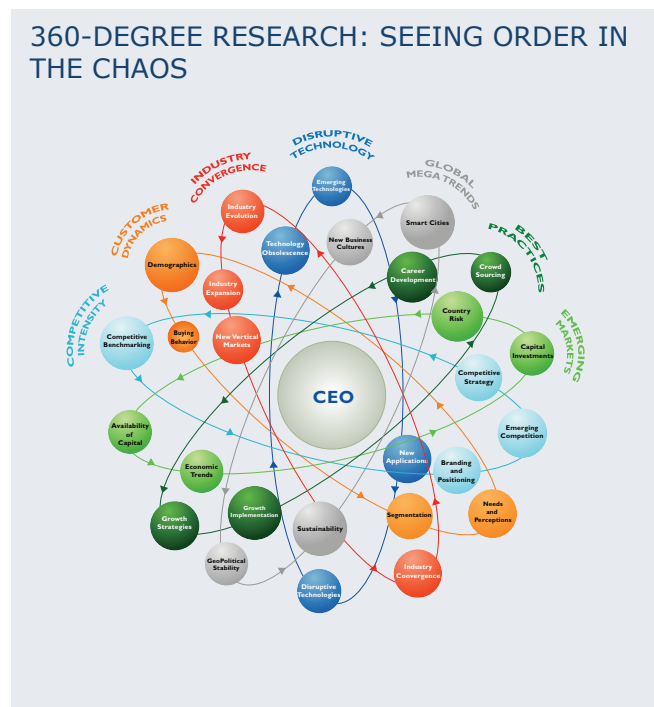 360-DEGREE RESEARCH: SEEING ORDER IN
THE CHAOS
DISRUPTIVE
TECHNOLOGY
INDUSTRY
CONVERGENCE
GLOBAL
MEGA TRENDS
CUSTOMER
DYNAMICS
BEST
PRACTICES
COMPETITIVE
INTENSITY
EMERGING
MARKETS
Emerging
Technologies
Industry
Evolution
Smart Cities
New Business
Cultures
Technology
Obsolescence
Demographics
Career
Development
Crowd
Sourcing
Industry
Expansion
Country
Risk
Buying
Behavior
New Vertical
Markets
Competitive
Benchmarking
Capital
Investments
Competitive
Strategy
CEO
Availability
of
Capital
Emerging
Competition
New
Applications
Economic
Trends
Branding
and
Positioning
Growth
Strategies
Growth
Implementation
Sustainability
Segmentation
Needs
and
Perceptions
GeoPolitical
Stability
Industry
Convergence
Disruptive
Technologies